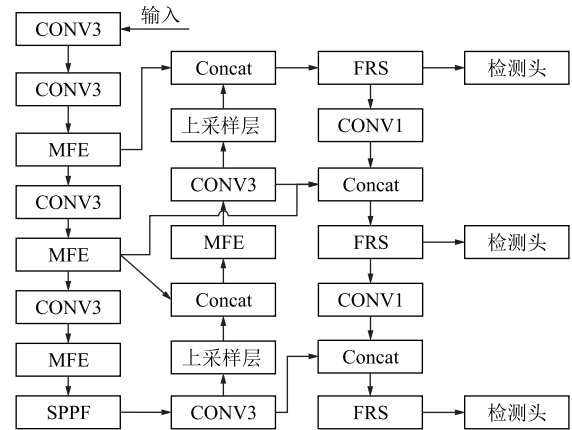 输入
CONV3
CONV3
MFE
CONV3
MFE
CONV3
MFE
SPPF
Concat
上采样层
CONV3
MFE
Concat
上采样层
CONV3
FRS
CONV1
Concat
FRS
CONV1
Concat
FRS
检测头
检测头
检测头